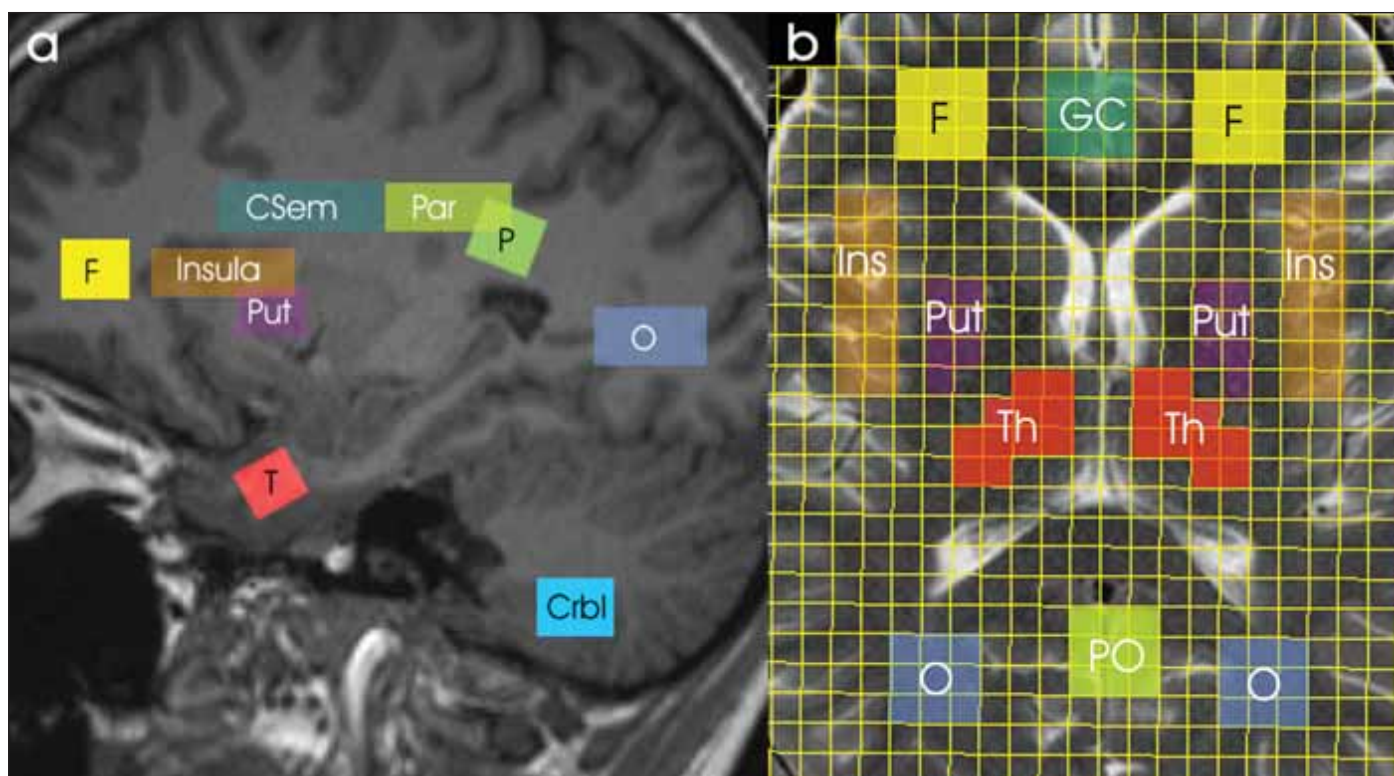 a
CSem
Par
P
F
Insula
Put
O
T
Crbl
b
F
GC
F
Ins
Ins
Put
Put
Th
Th
PO
O
O